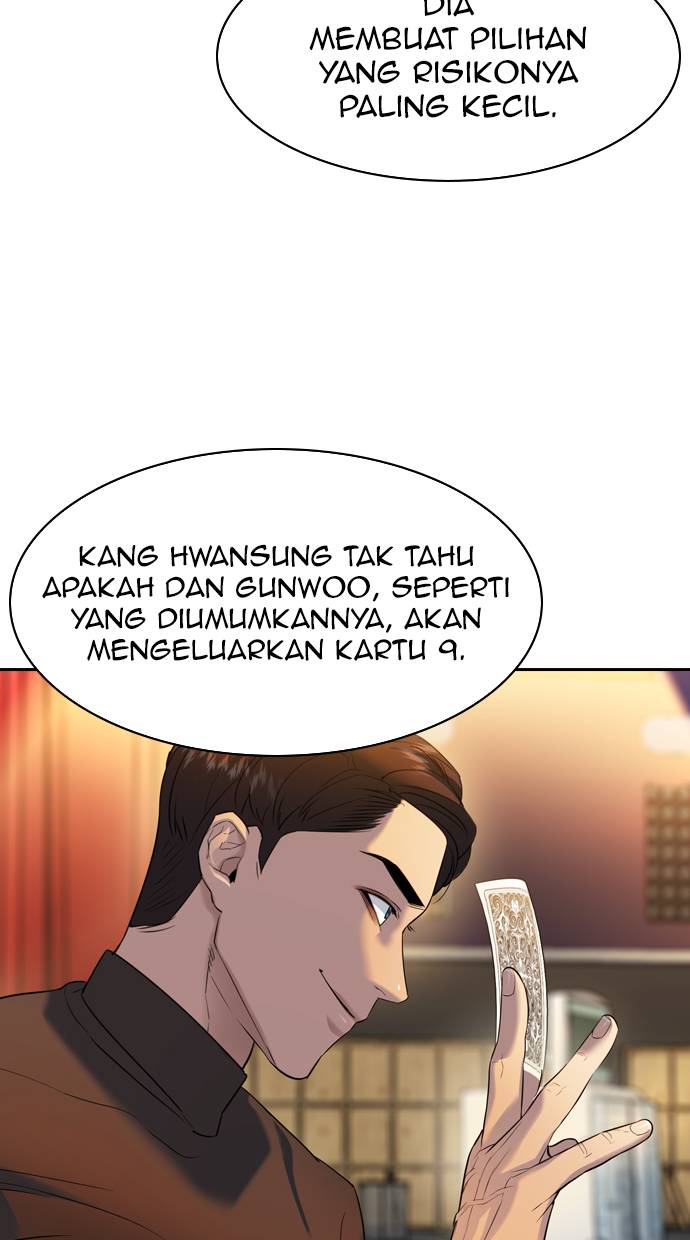 DIA
MEMBUAT PILIHAN
YANG RISIKONYA
PALING KECIL.
KANG HWANSUNG TAK TAHU
APAKAH DAN GUNWOO, SEPERTI
YANG DIUMUMKANNYA, AKAN
MENGELUARKAN KARTU 9.